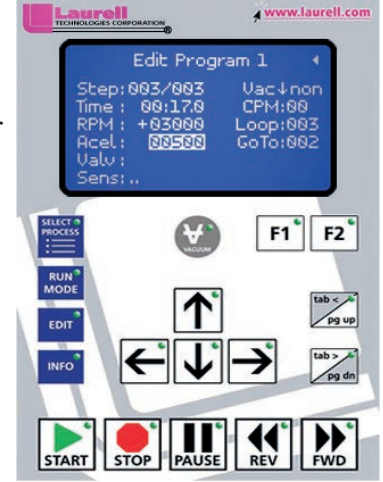 Laurell
TECHNOLOGIES CORPORATION
www.laurell.com
Edit Program 1
Step:003/003 Vac↓non
Time : 00:17.0 CPM:00
RPM : +03000 Loop:003
Acel: 00500 GoTo:002
Valv :
Sens: ..
SELECT
PROCESS
VACUUM
F1 F2
RUN
MODE
tab <
pg up
EDIT
INFO
tab >
pg dn
START STOP PAUSE REV FWD